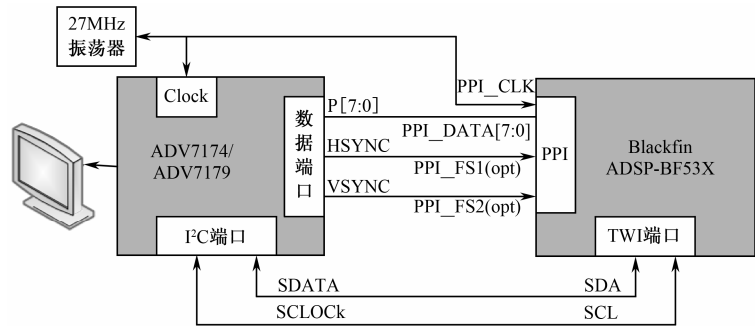 27MHz
振荡器
Clock
PPI_CLK
P[7:0]
PPI_DATA[7:0]
数据端口
HSYNC
PPI_FS1(opt)
VSYNC
PPI_FS2(opt)
PPI
ADV7174/
ADV7179
Blackfin
ADSP-BF53X
I²C端口
TWI端口
SDATA
SDA
SCLOCk
SCL